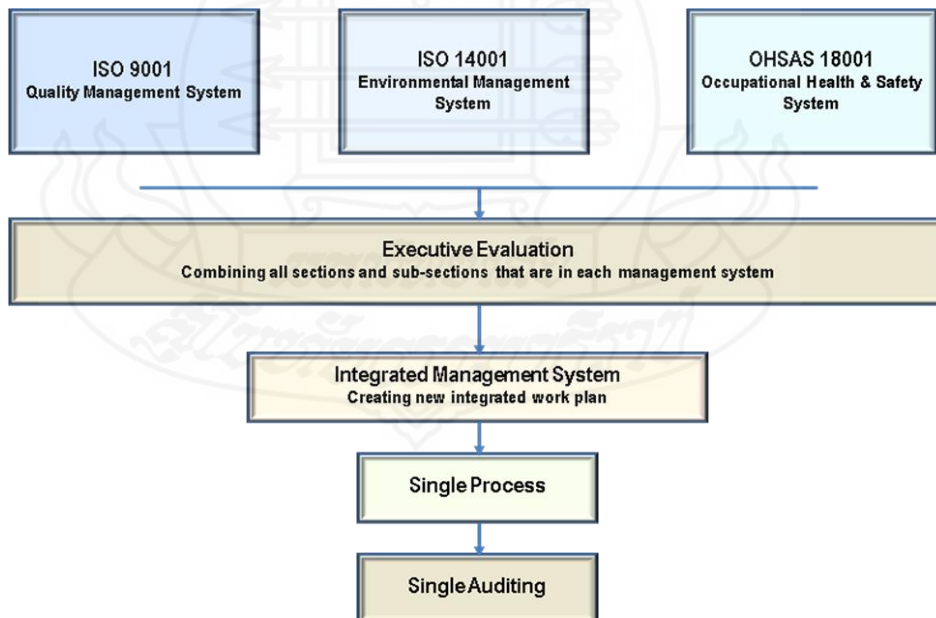 ISO 9001
Quality Management System
ISO 14001
Environmental Management
System
OHSAS 18001
Occupational Health & Safety
System
Executive Evaluation
Combining all sections and sub-sections that are in each management system
Integrated Management System
Creating new integrated work plan
Single Process
Single Auditing